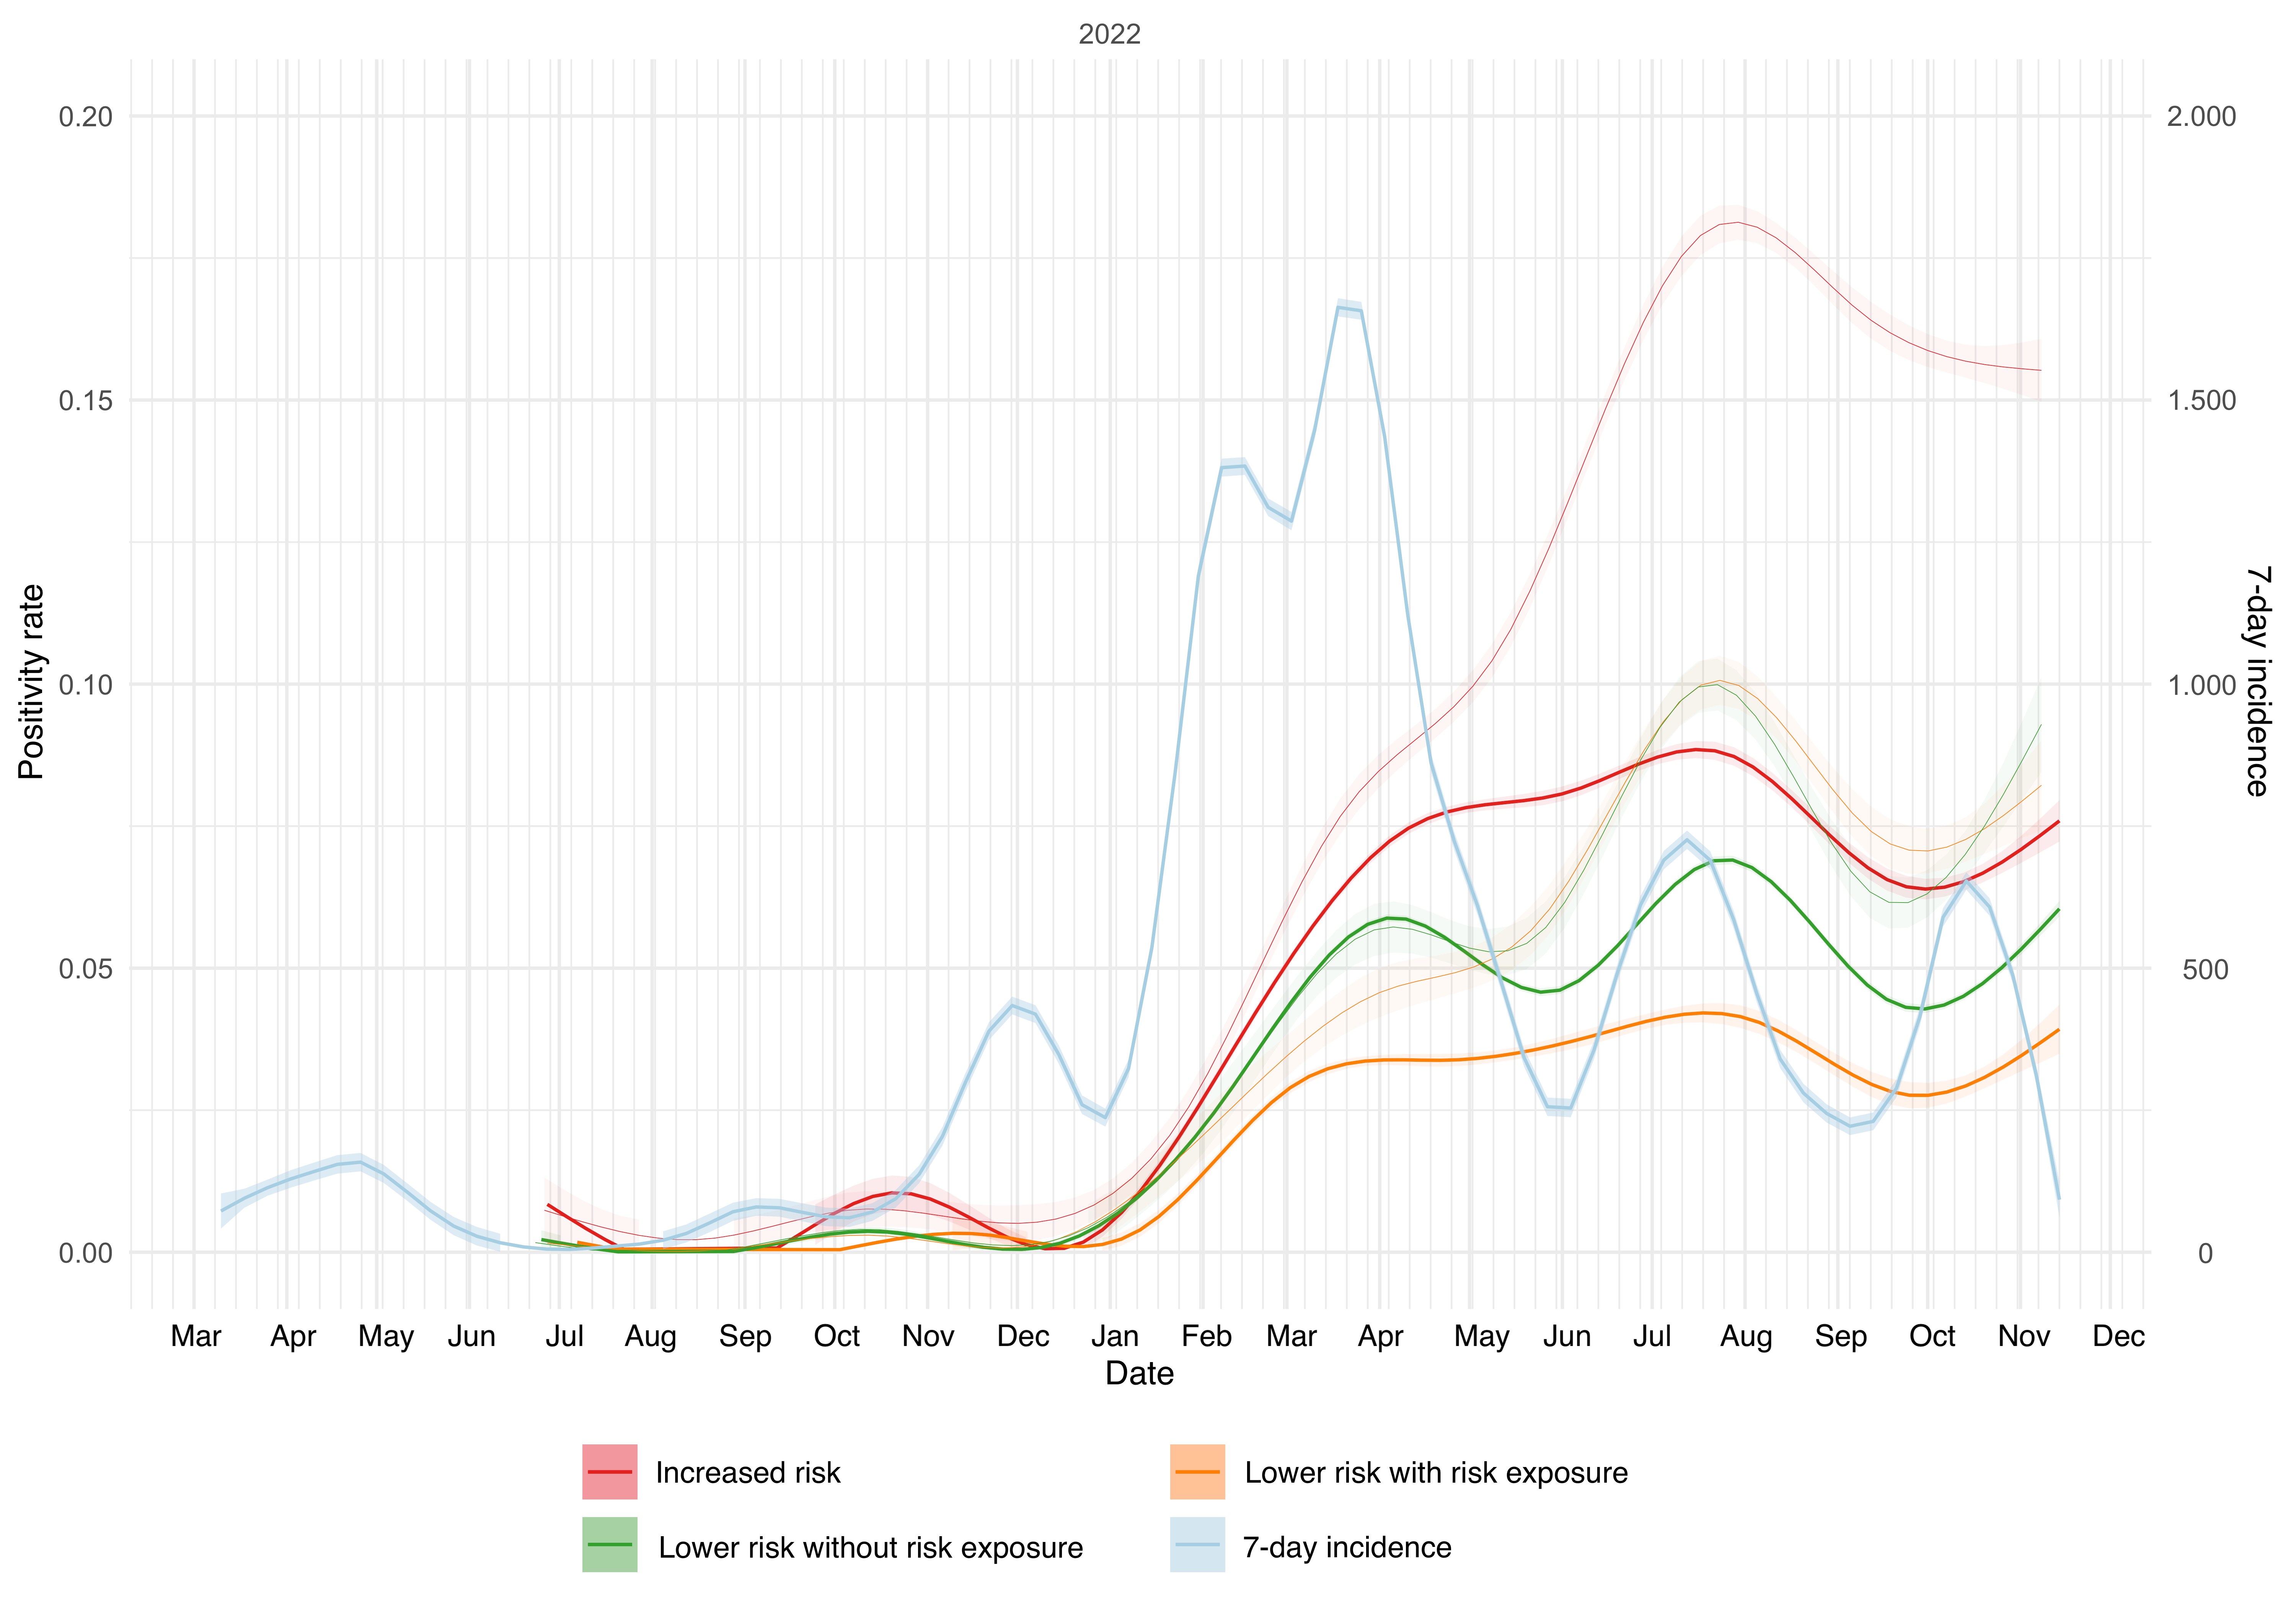 2022
0.20
0.15
0.10
0.05
0.00
Positivity rate
2.000
1.500
1.000
500
0
7-day incidence
Mar Apr May Jun Jul Aug Sep Oct Nov Dec Jan Feb Mar Apr May Jun Jul Aug Sep Oct Nov Dec
Date
Increased risk
Lower risk with risk exposure
Lower risk without risk exposure
7-day incidence